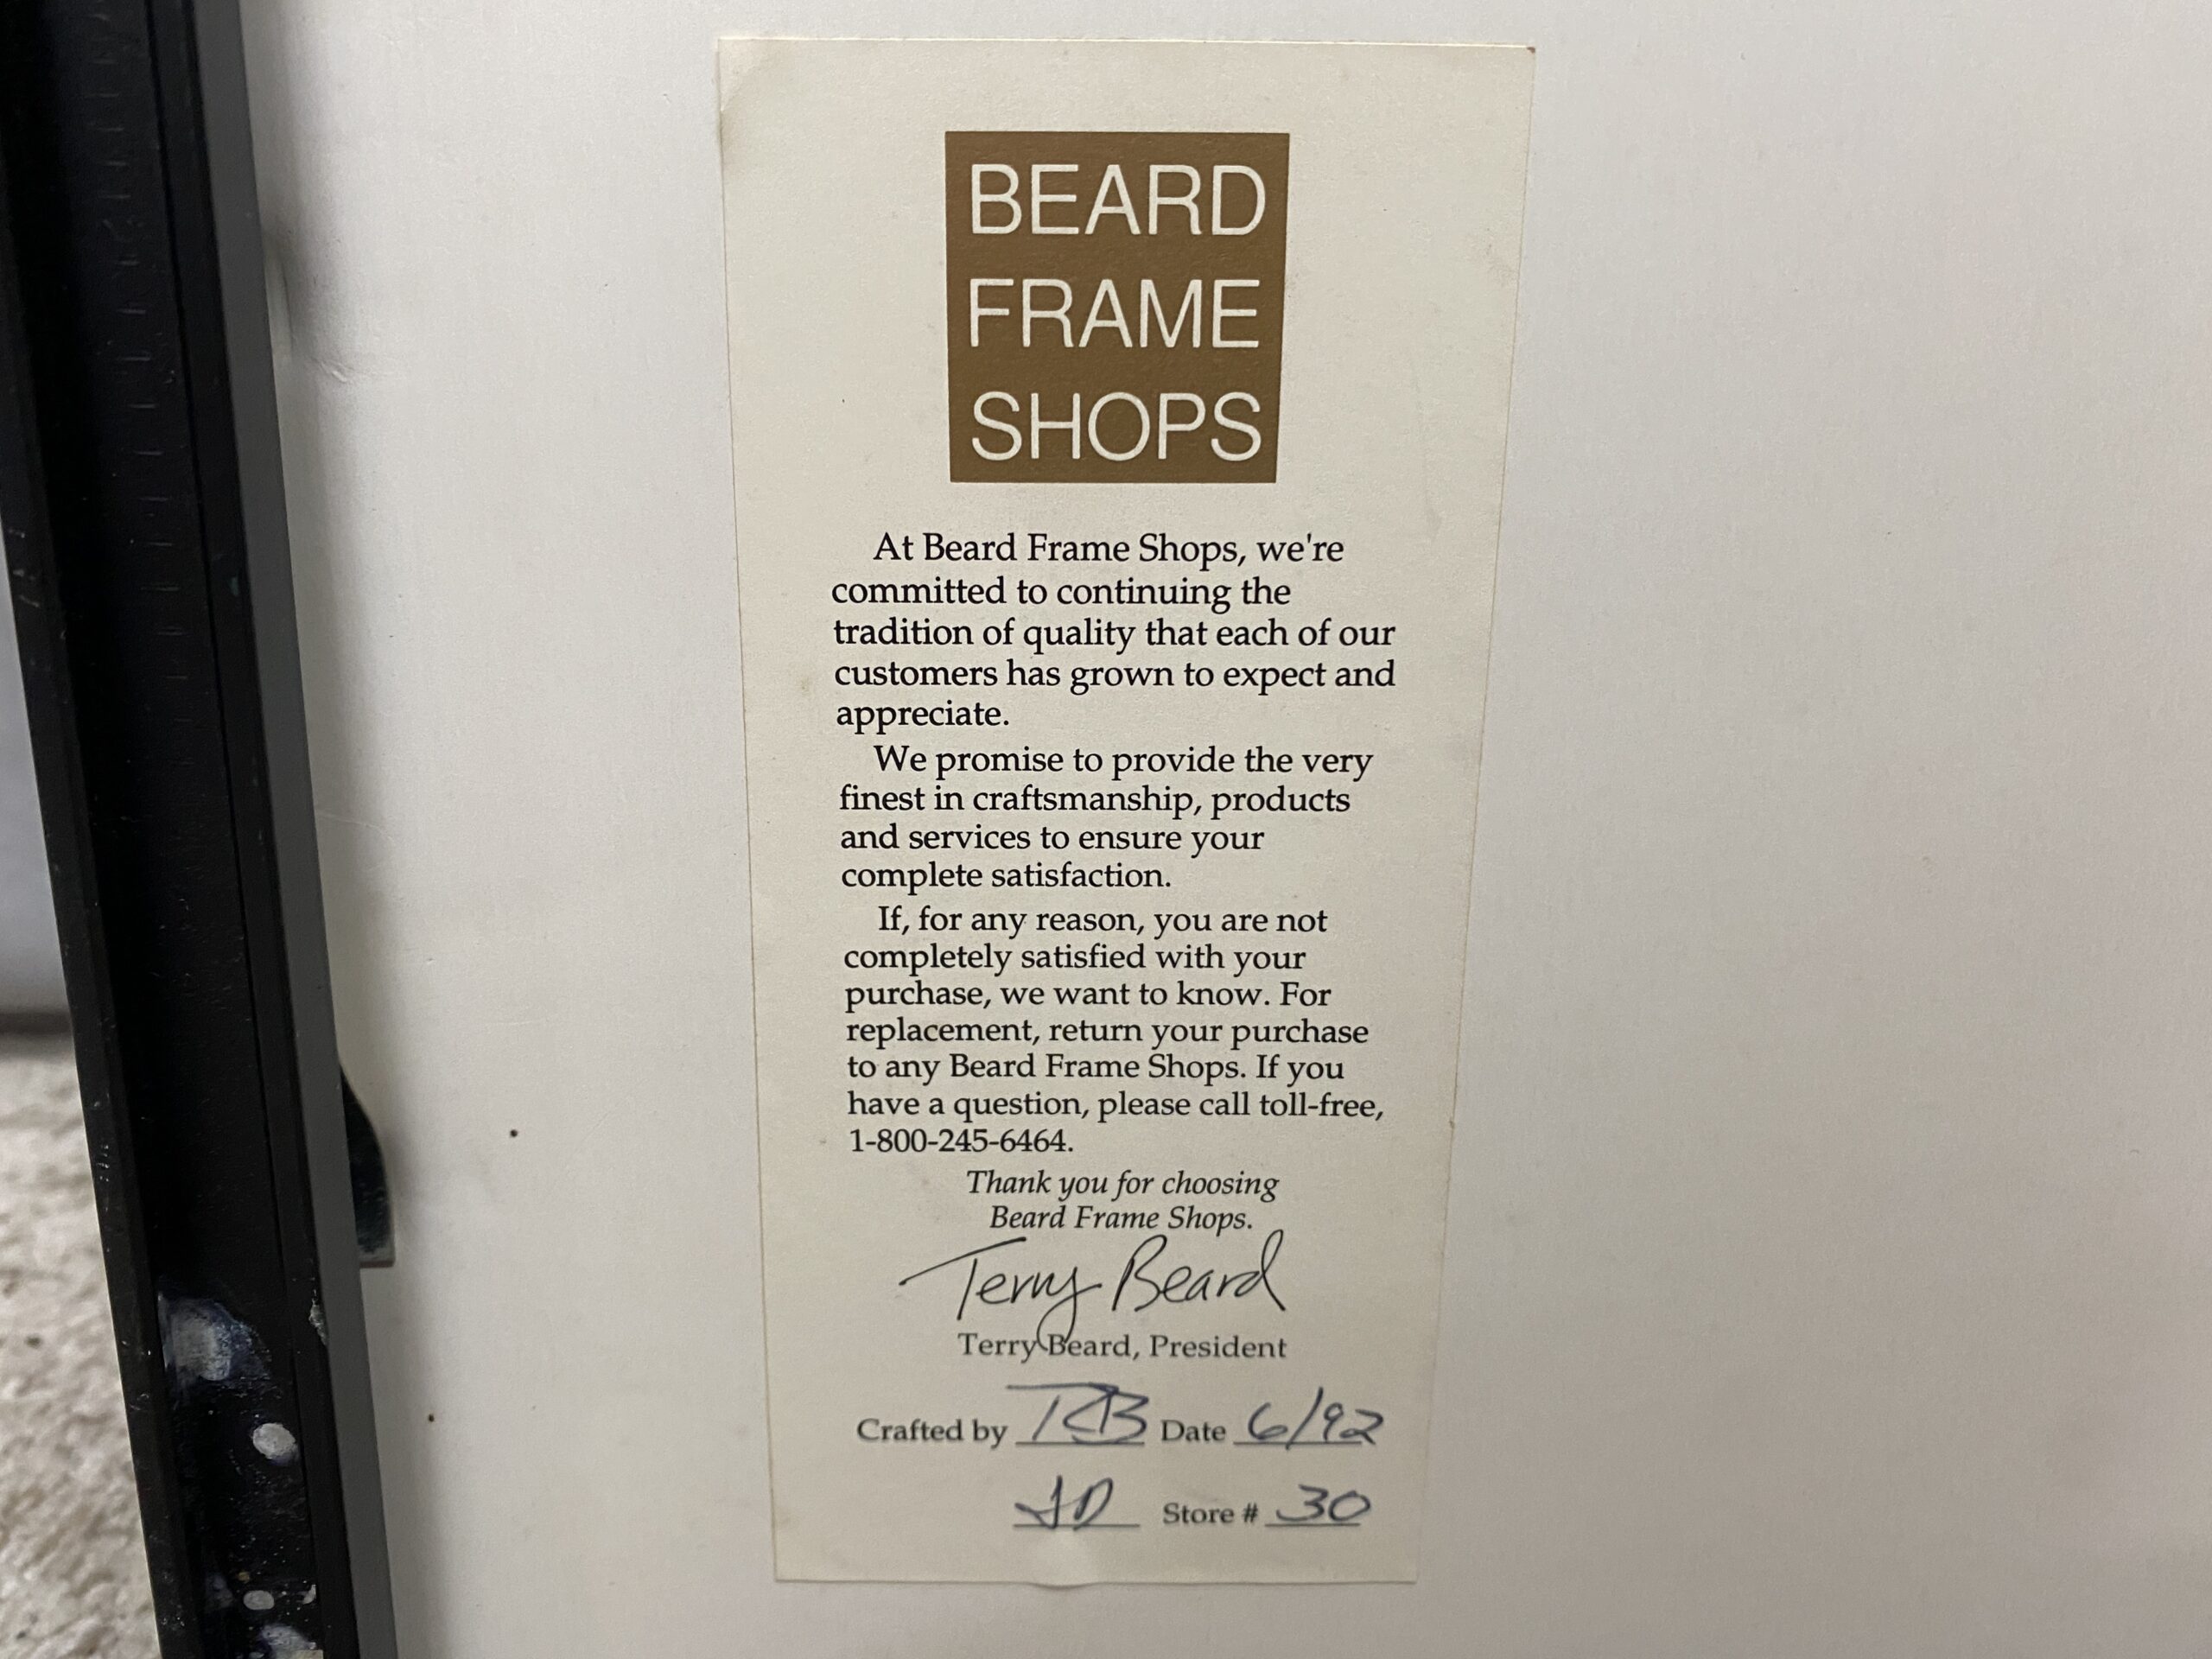 BEARD
FRAME
SHOPS
At Beard Frame Shops, we're
committed to continuing the
tradition of quality that each of our
customers has grown to expect and
appreciate.
We promise to provide the very
finest in craftsmanship, products
and services to ensure your
complete satisfaction.
If, for any reason, you are not
completely satisfied with your
purchase, we want to know. For
replacement, return your purchase
to any Beard Frame Shops. If you
have a question, please call toll-free,
1-800-245-6464.
Thank you for choosing
Beard Frame Shops.
Terry Beard
Terry Beard, President
Crafted by Date 6/92
JD Store # 30